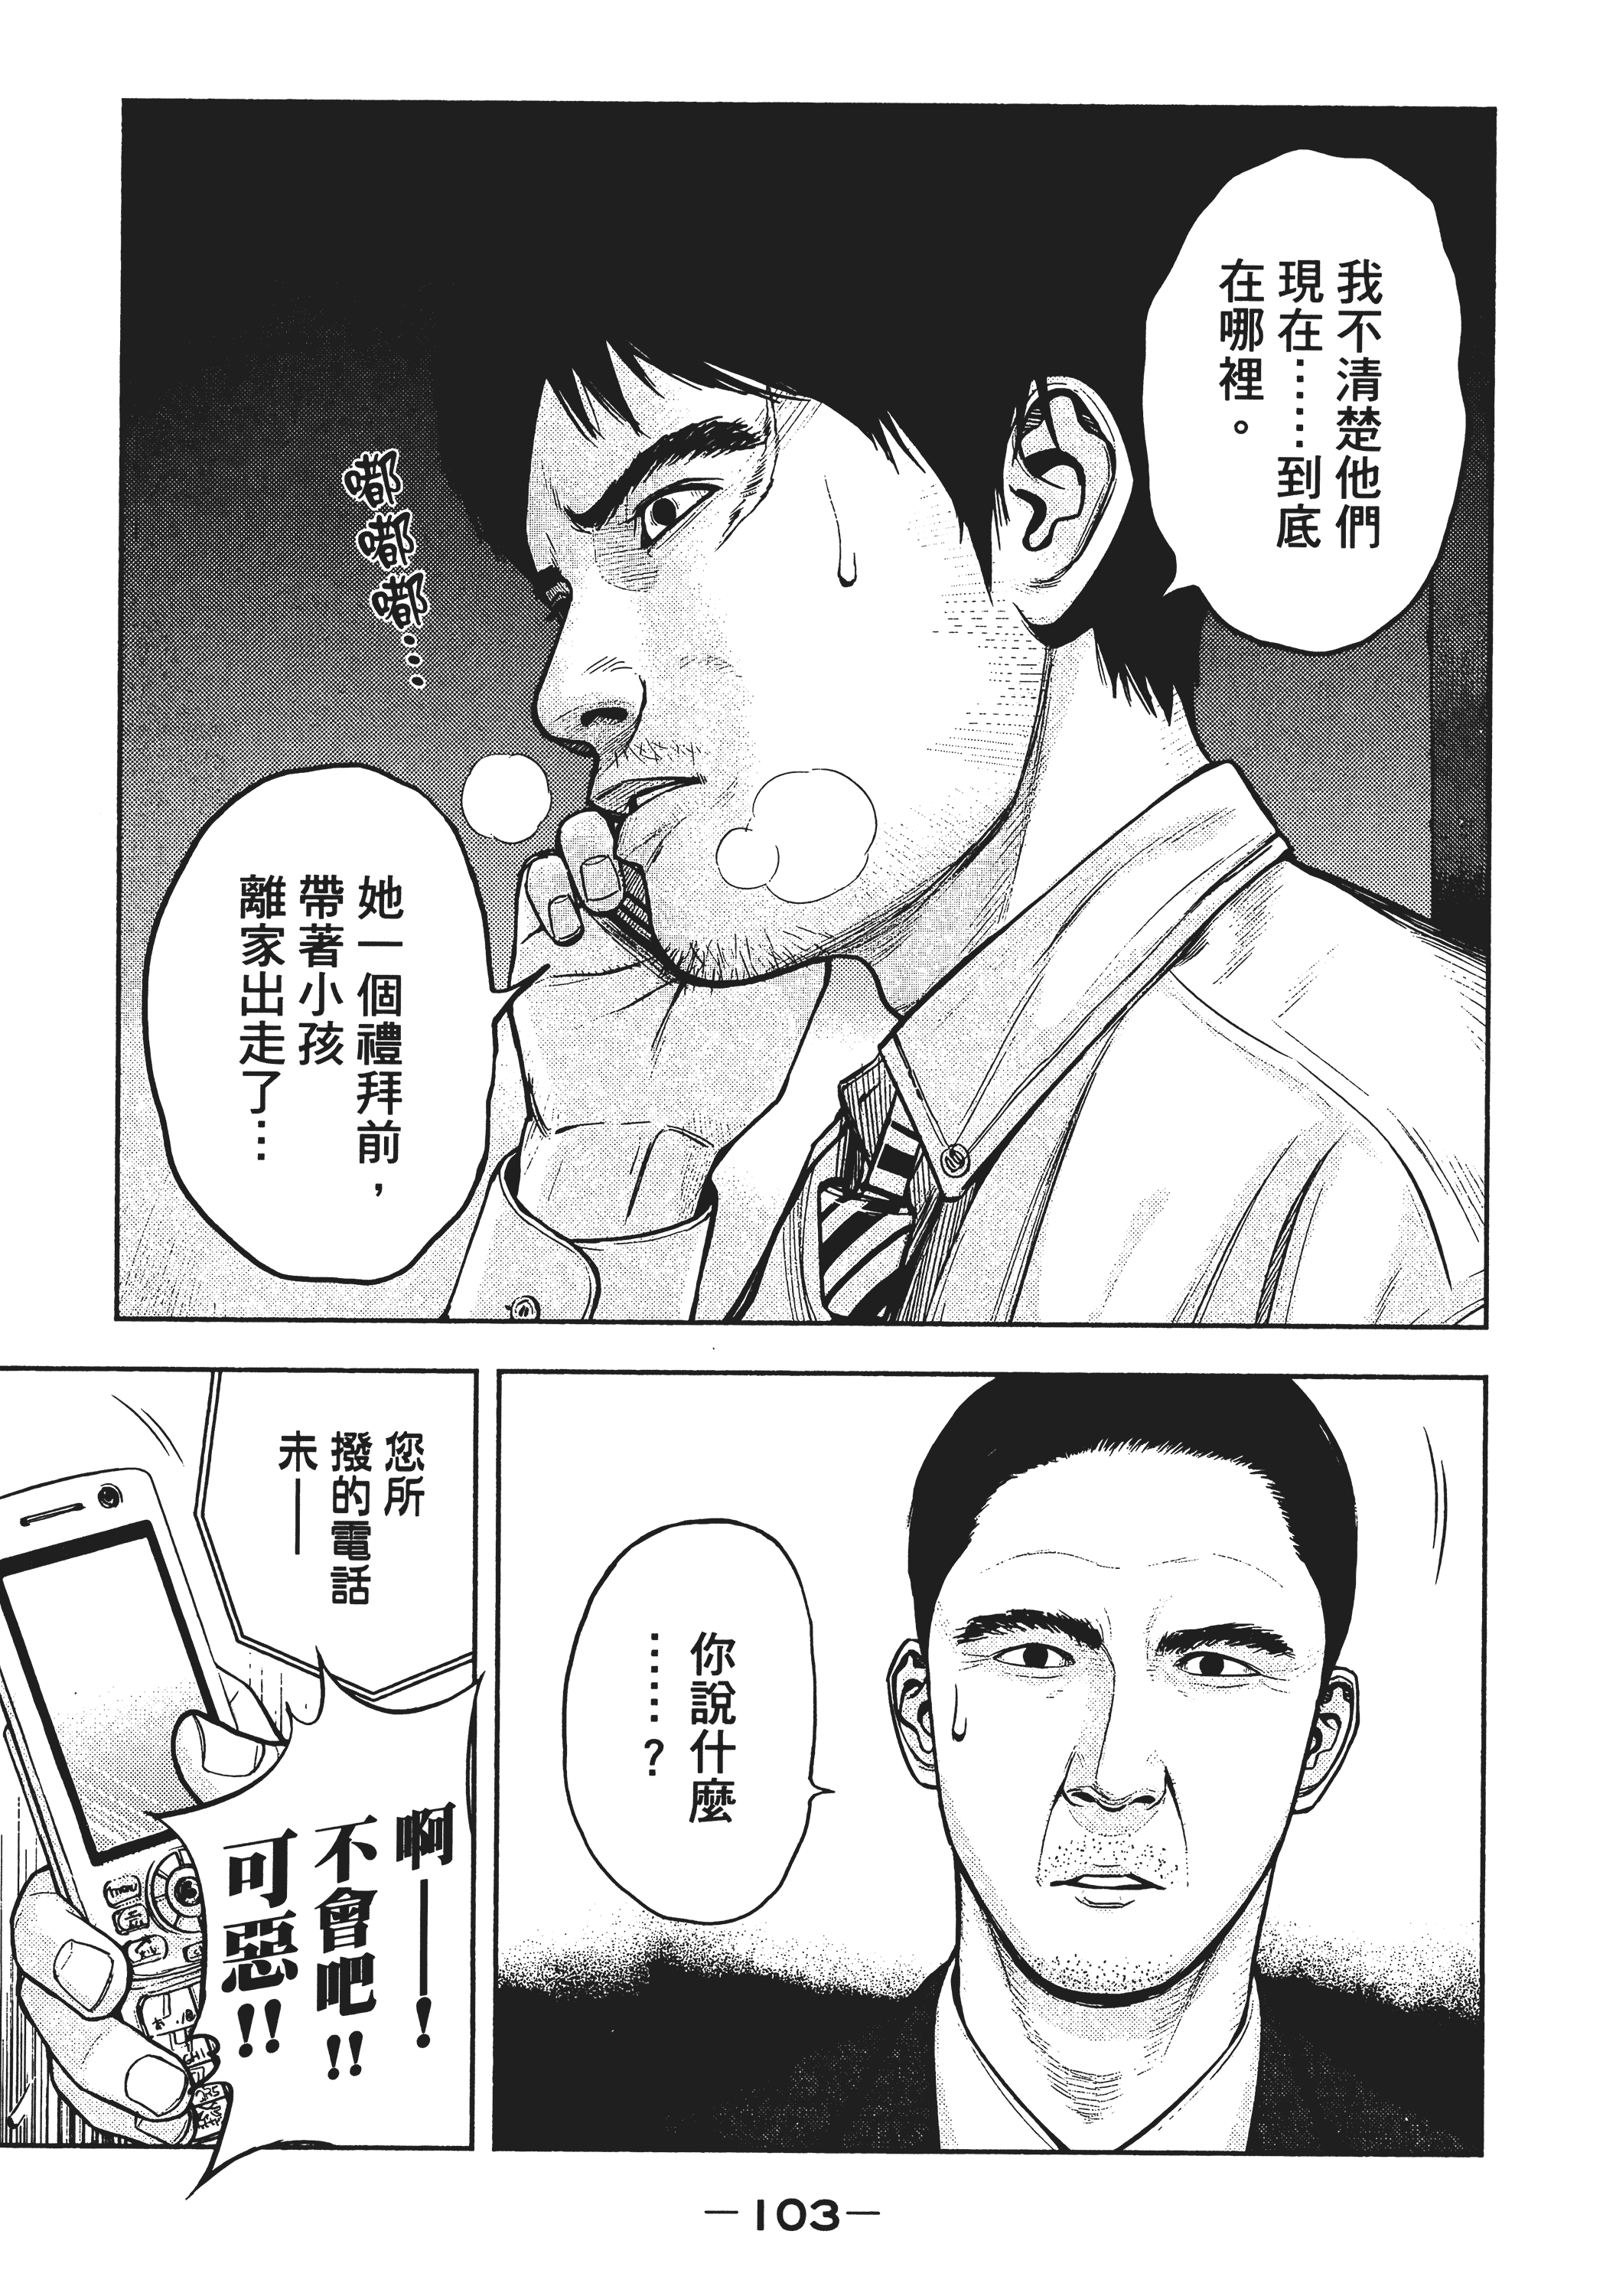 我不清楚他們
現在……到底
在哪裡。
嘟嘟嘟……
她一個禮拜前，
帶著小孩
離家出走了…
你說什麼
……？
您所
撥的電話
未——
啊——！
不會吧!!
可惡!!
—103—